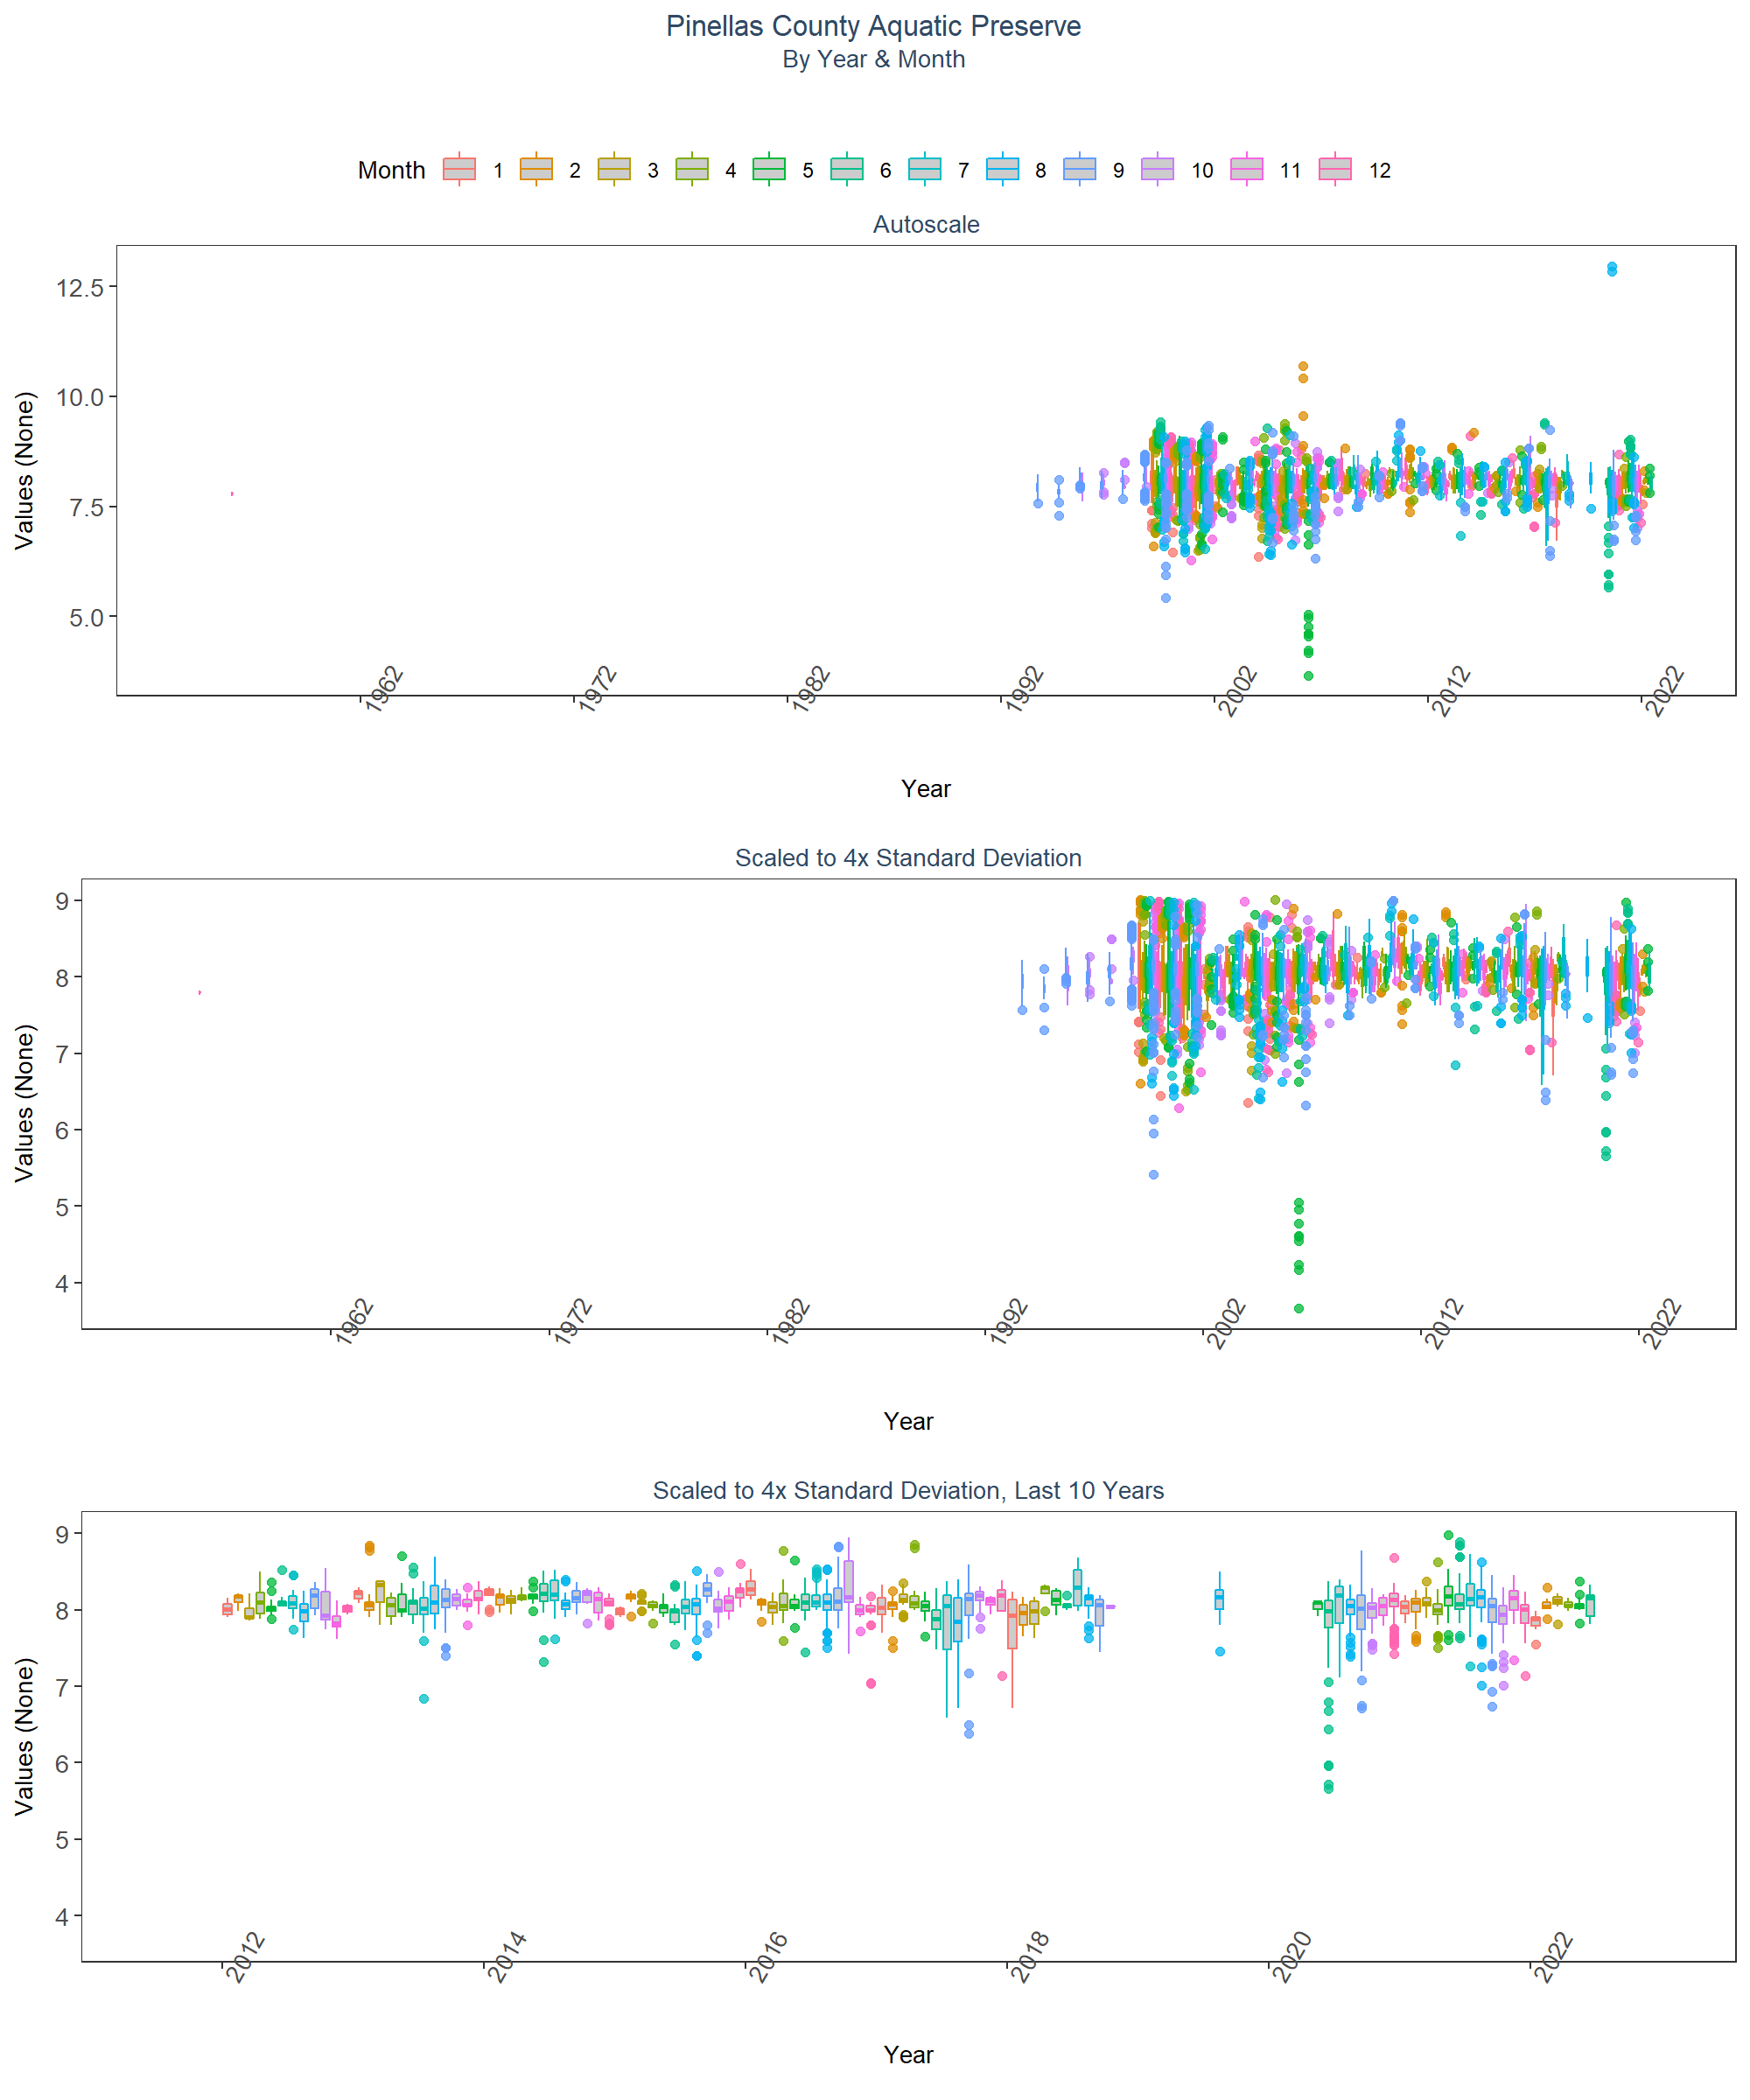 Pinellas County Aquatic Preserve
By Year & Month
Month 1 2 3 4 5 6 7 8 9 10 11 12
Autoscale
Values (None)
12.5
10.0
7.5
5.0
1962 1972 1982 1992 2002 2012 2022
Year
Scaled to 4x Standard Deviation
Values (None)
9
8
7
6
5
4
1962 1972 1982 1992 2002 2012 2022
Year
Scaled to 4x Standard Deviation, Last 10 Years
Values (None)
9
8
7
6
5
4
2012 2014 2016 2018 2020 2022
Year